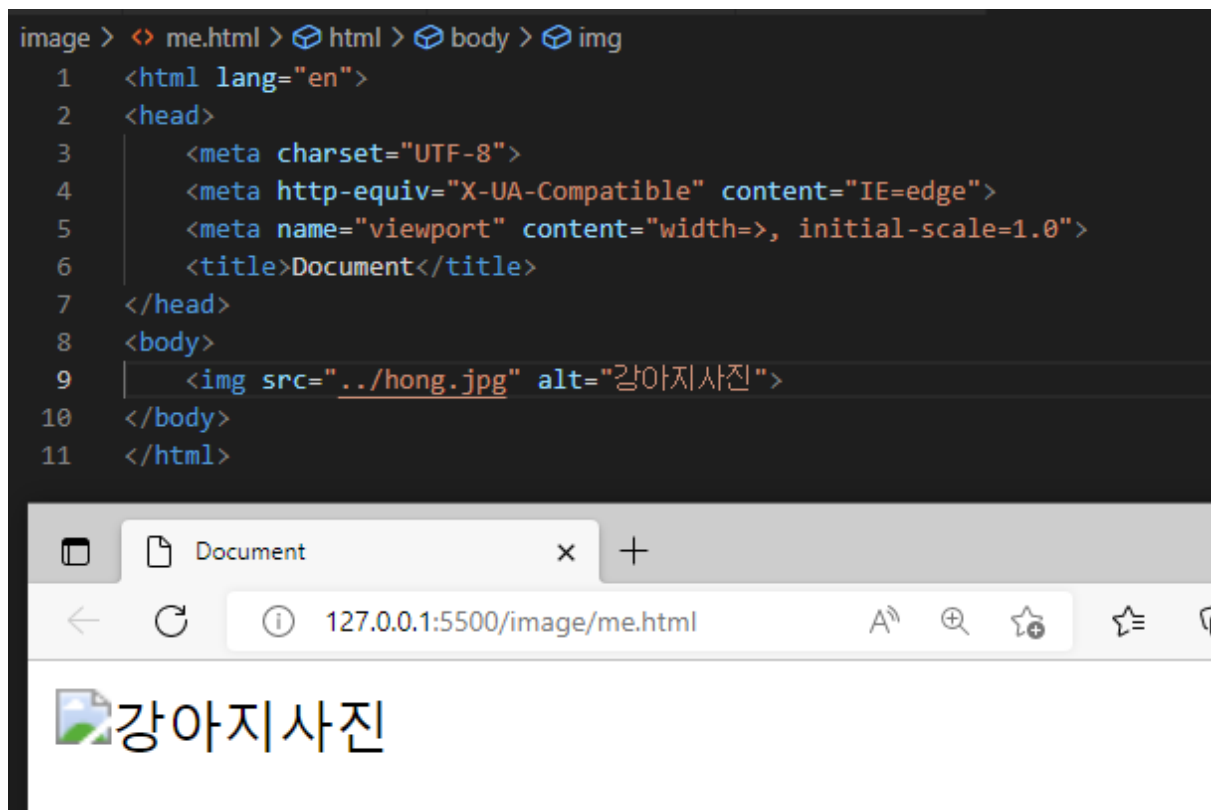 image > me.html > html > body > img
1 <html lang="en">
2 <head>
3 <meta charset="UTF-8">
4 <meta http-equiv="X-UA-Compatible" content="IE=edge">
5 <meta name="viewport" content="width=>, initial-scale=1.0">
6 <title>Document</title>
7 </head>
8 <body>
9 <img src="../hong.jpg" alt="강아지사진">
10 </body>
11 </html>
Document
127.0.0.1:5500/image/me.html
강아지사진